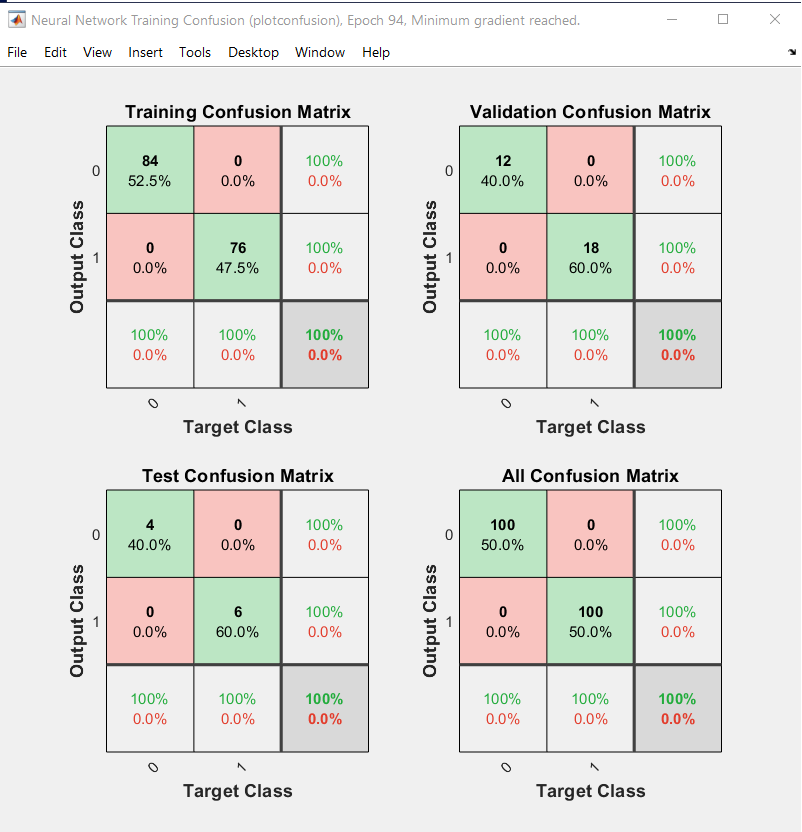 Neural Network Training Confusion (plotconfusion), Epoch 94, Minimum gradient reached.
File Edit View Insert Tools Desktop Window Help
Training Confusion Matrix
0 84 0 100%
52.5% 0.0% 0.0%
1 0 76 100%
0.0% 47.5% 0.0%
100% 100% 100%
0.0% 0.0% 0.0%
0 1
Output Class
Target Class
Validation Confusion Matrix
0 12 0 100%
40.0% 0.0% 0.0%
1 0 18 100%
0.0% 60.0% 0.0%
100% 100% 100%
0.0% 0.0% 0.0%
0 1
Output Class
Target Class
Test Confusion Matrix
0 4 0 100%
40.0% 0.0% 0.0%
1 0 6 100%
0.0% 60.0% 0.0%
100% 100% 100%
0.0% 0.0% 0.0%
0 1
Output Class
Target Class
All Confusion Matrix
0 100 0 100%
50.0% 0.0% 0.0%
1 0 100 100%
0.0% 50.0% 0.0%
100% 100% 100%
0.0% 0.0% 0.0%
0 1
Output Class
Target Class